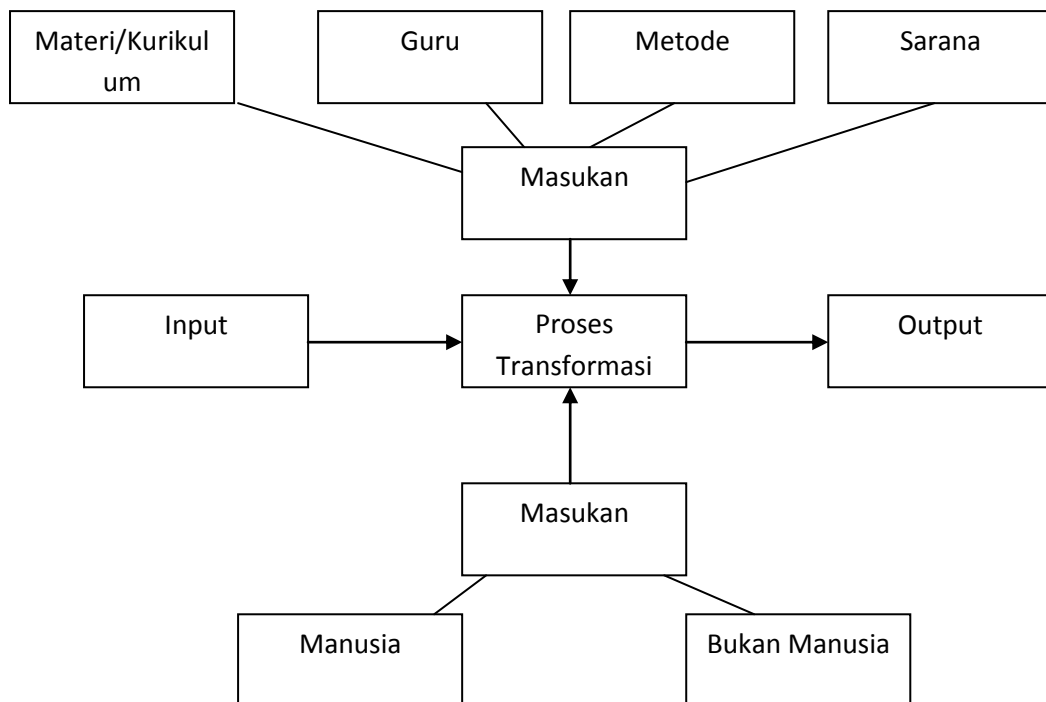 Materi/Kurikul
um
Guru
Metode
Sarana
Masukan
Input
Proses
Transformasi
Output
Masukan
Manusia
Bukan Manusia